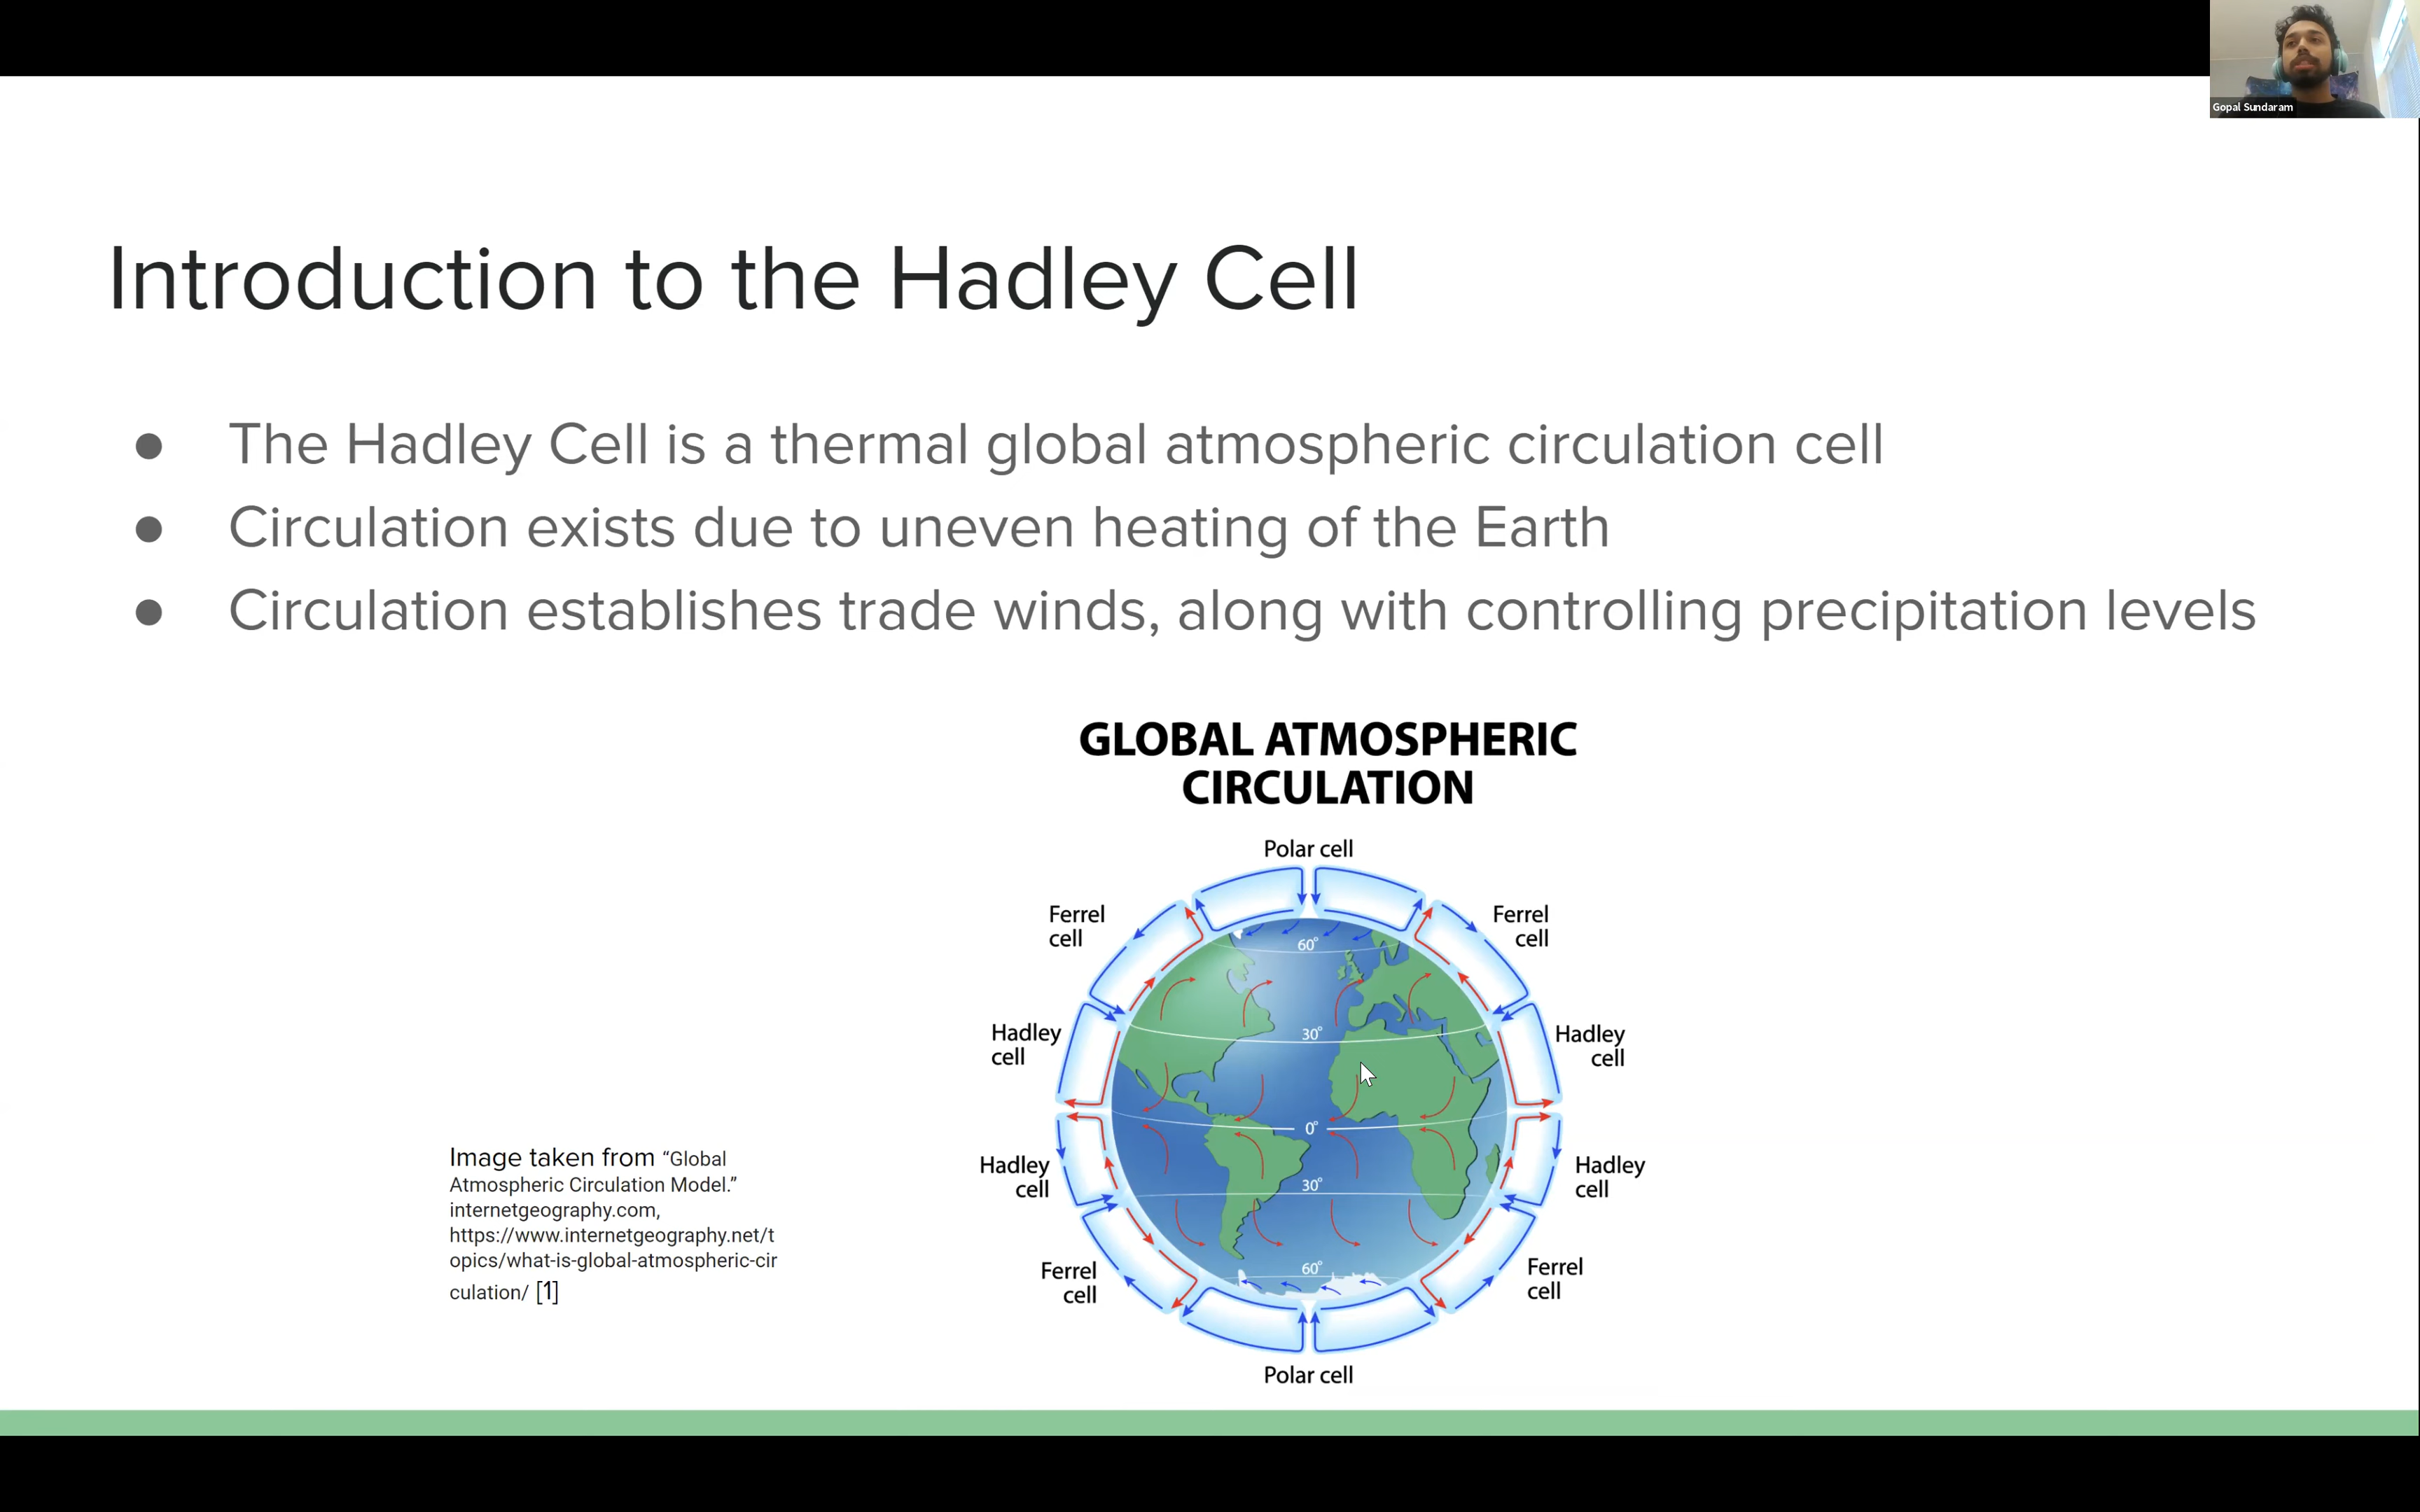 Gopal Sundaram
Introduction to the Hadley Cell
● The Hadley Cell is a thermal global atmospheric circulation cell
● Circulation exists due to uneven heating of the Earth
● Circulation establishes trade winds, along with controlling precipitation levels
GLOBAL ATMOSPHERIC
CIRCULATION
Polar cell
Ferrel
cell
Ferrel
cell
60°
Hadley
cell
30°
Hadley
cell
0°
Hadley
cell
30°
Hadley
cell
Ferrel
cell
60°
Ferrel
cell
Polar cell
Image taken from “Global
Atmospheric Circulation Model.”
internetgeography.com,
https://www.internetgeography.net/t
opics/what-is-global-atmospheric-cir
culation/ [1]